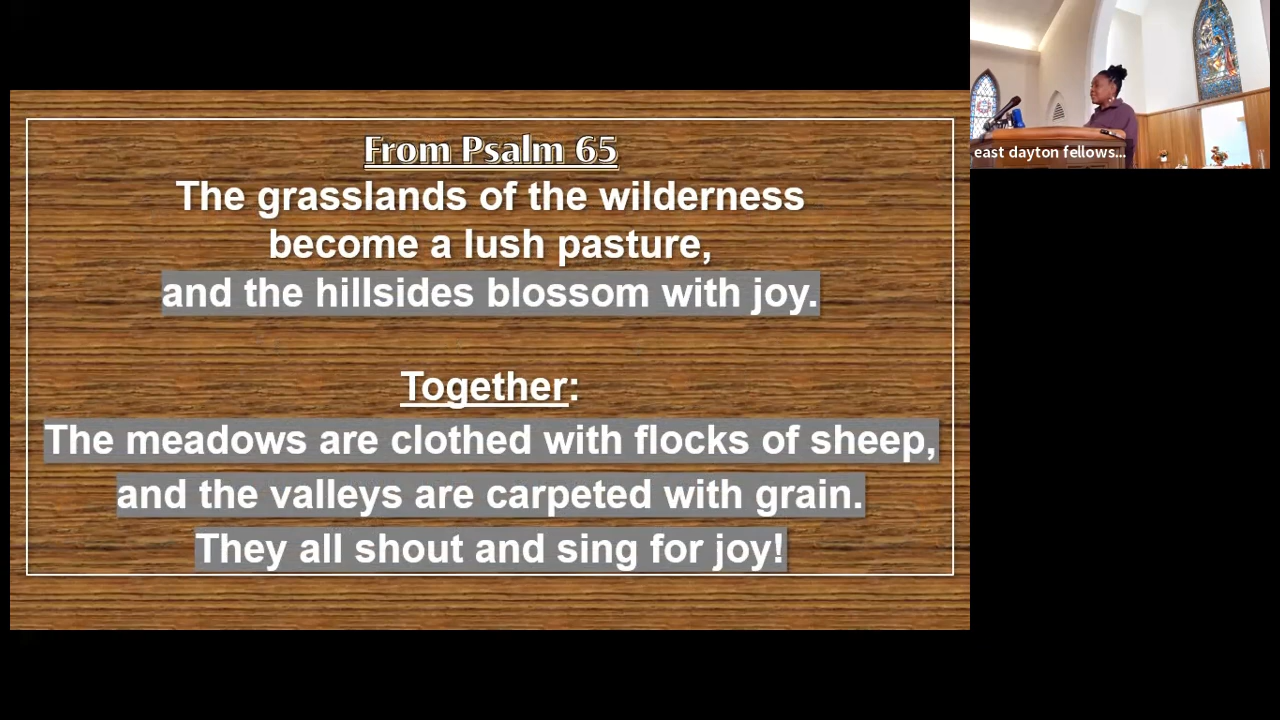 From Psalm 65
The grasslands of the wilderness
become a lush pasture,
and the hillsides blossom with joy.
Together:
The meadows are clothed with flocks of sheep,
and the valleys are carpeted with grain.
They all shout and sing for joy!
east dayton fellows...